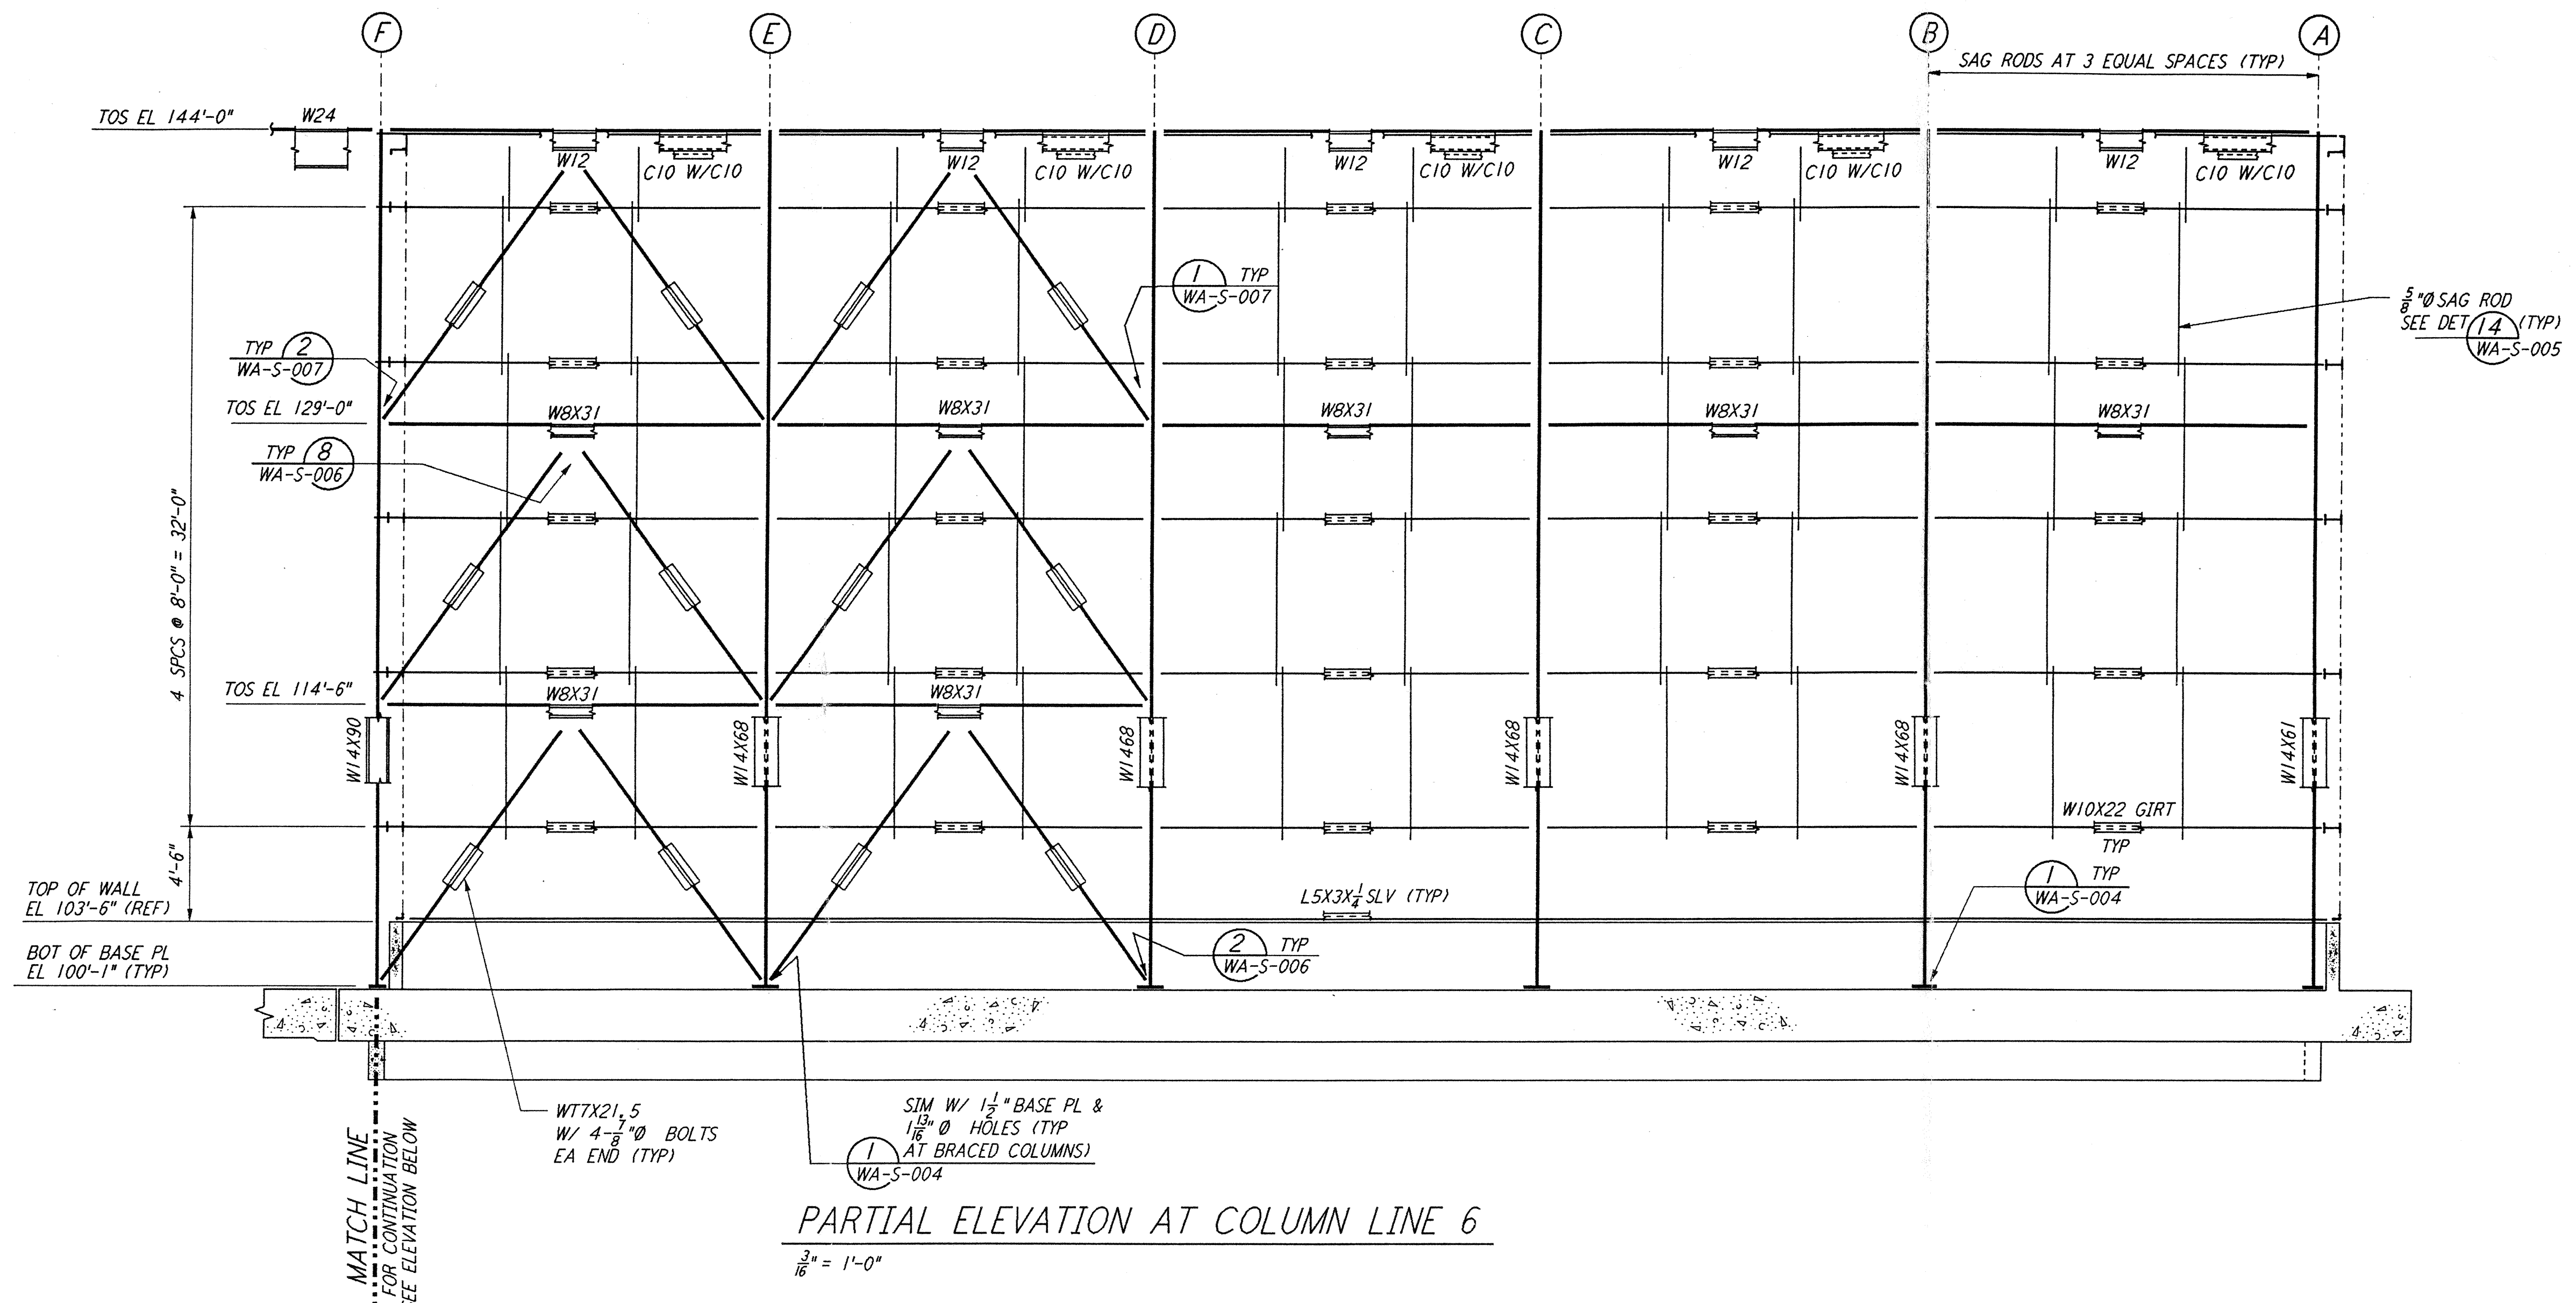 F E D C B A
SAG RODS AT 3 EQUAL SPACES (TYP)
TOS EL 144'-0"
W24
W12 W12 W12 W12 W12
C10 W/C10 C10 W/C10 C10 W/C10 C10 W/C10 C10 W/C10
1 TYP
WA-S-007
5/8"Ø SAG ROD
SEE DET 14 (TYP)
WA-S-005
TYP 2
WA-S-007
TOS EL 129'-0"
W8X31 W8X31 W8X31 W8X31 W8X31
TYP 8
WA-S-006
4 SPCS @ 8'-0" = 32'-0"
TOS EL 114'-6"
W8X31 W8X31
W14X90 W14X68 W1468 W14X68 W14X68 W14X61
W10X22 GIRT
TYP
4'-6"
TOP OF WALL
EL 103'-6" (REF)
L5X3X1/4 SLV (TYP)
1 TYP
WA-S-004
BOT OF BASE PL
EL 100'-1" (TYP)
2 TYP
WA-S-006
WT7X21.5
W/ 4-7/8"Ø BOLTS
EA END (TYP)
SIM W/ 1 1/2" BASE PL &
1 13/16" Ø HOLES (TYP
1 AT BRACED COLUMNS)
WA-S-004
MATCH LINE
FOR CONTINUATION
SEE ELEVATION BELOW
PARTIAL ELEVATION AT COLUMN LINE 6
3/16" = 1'-0"